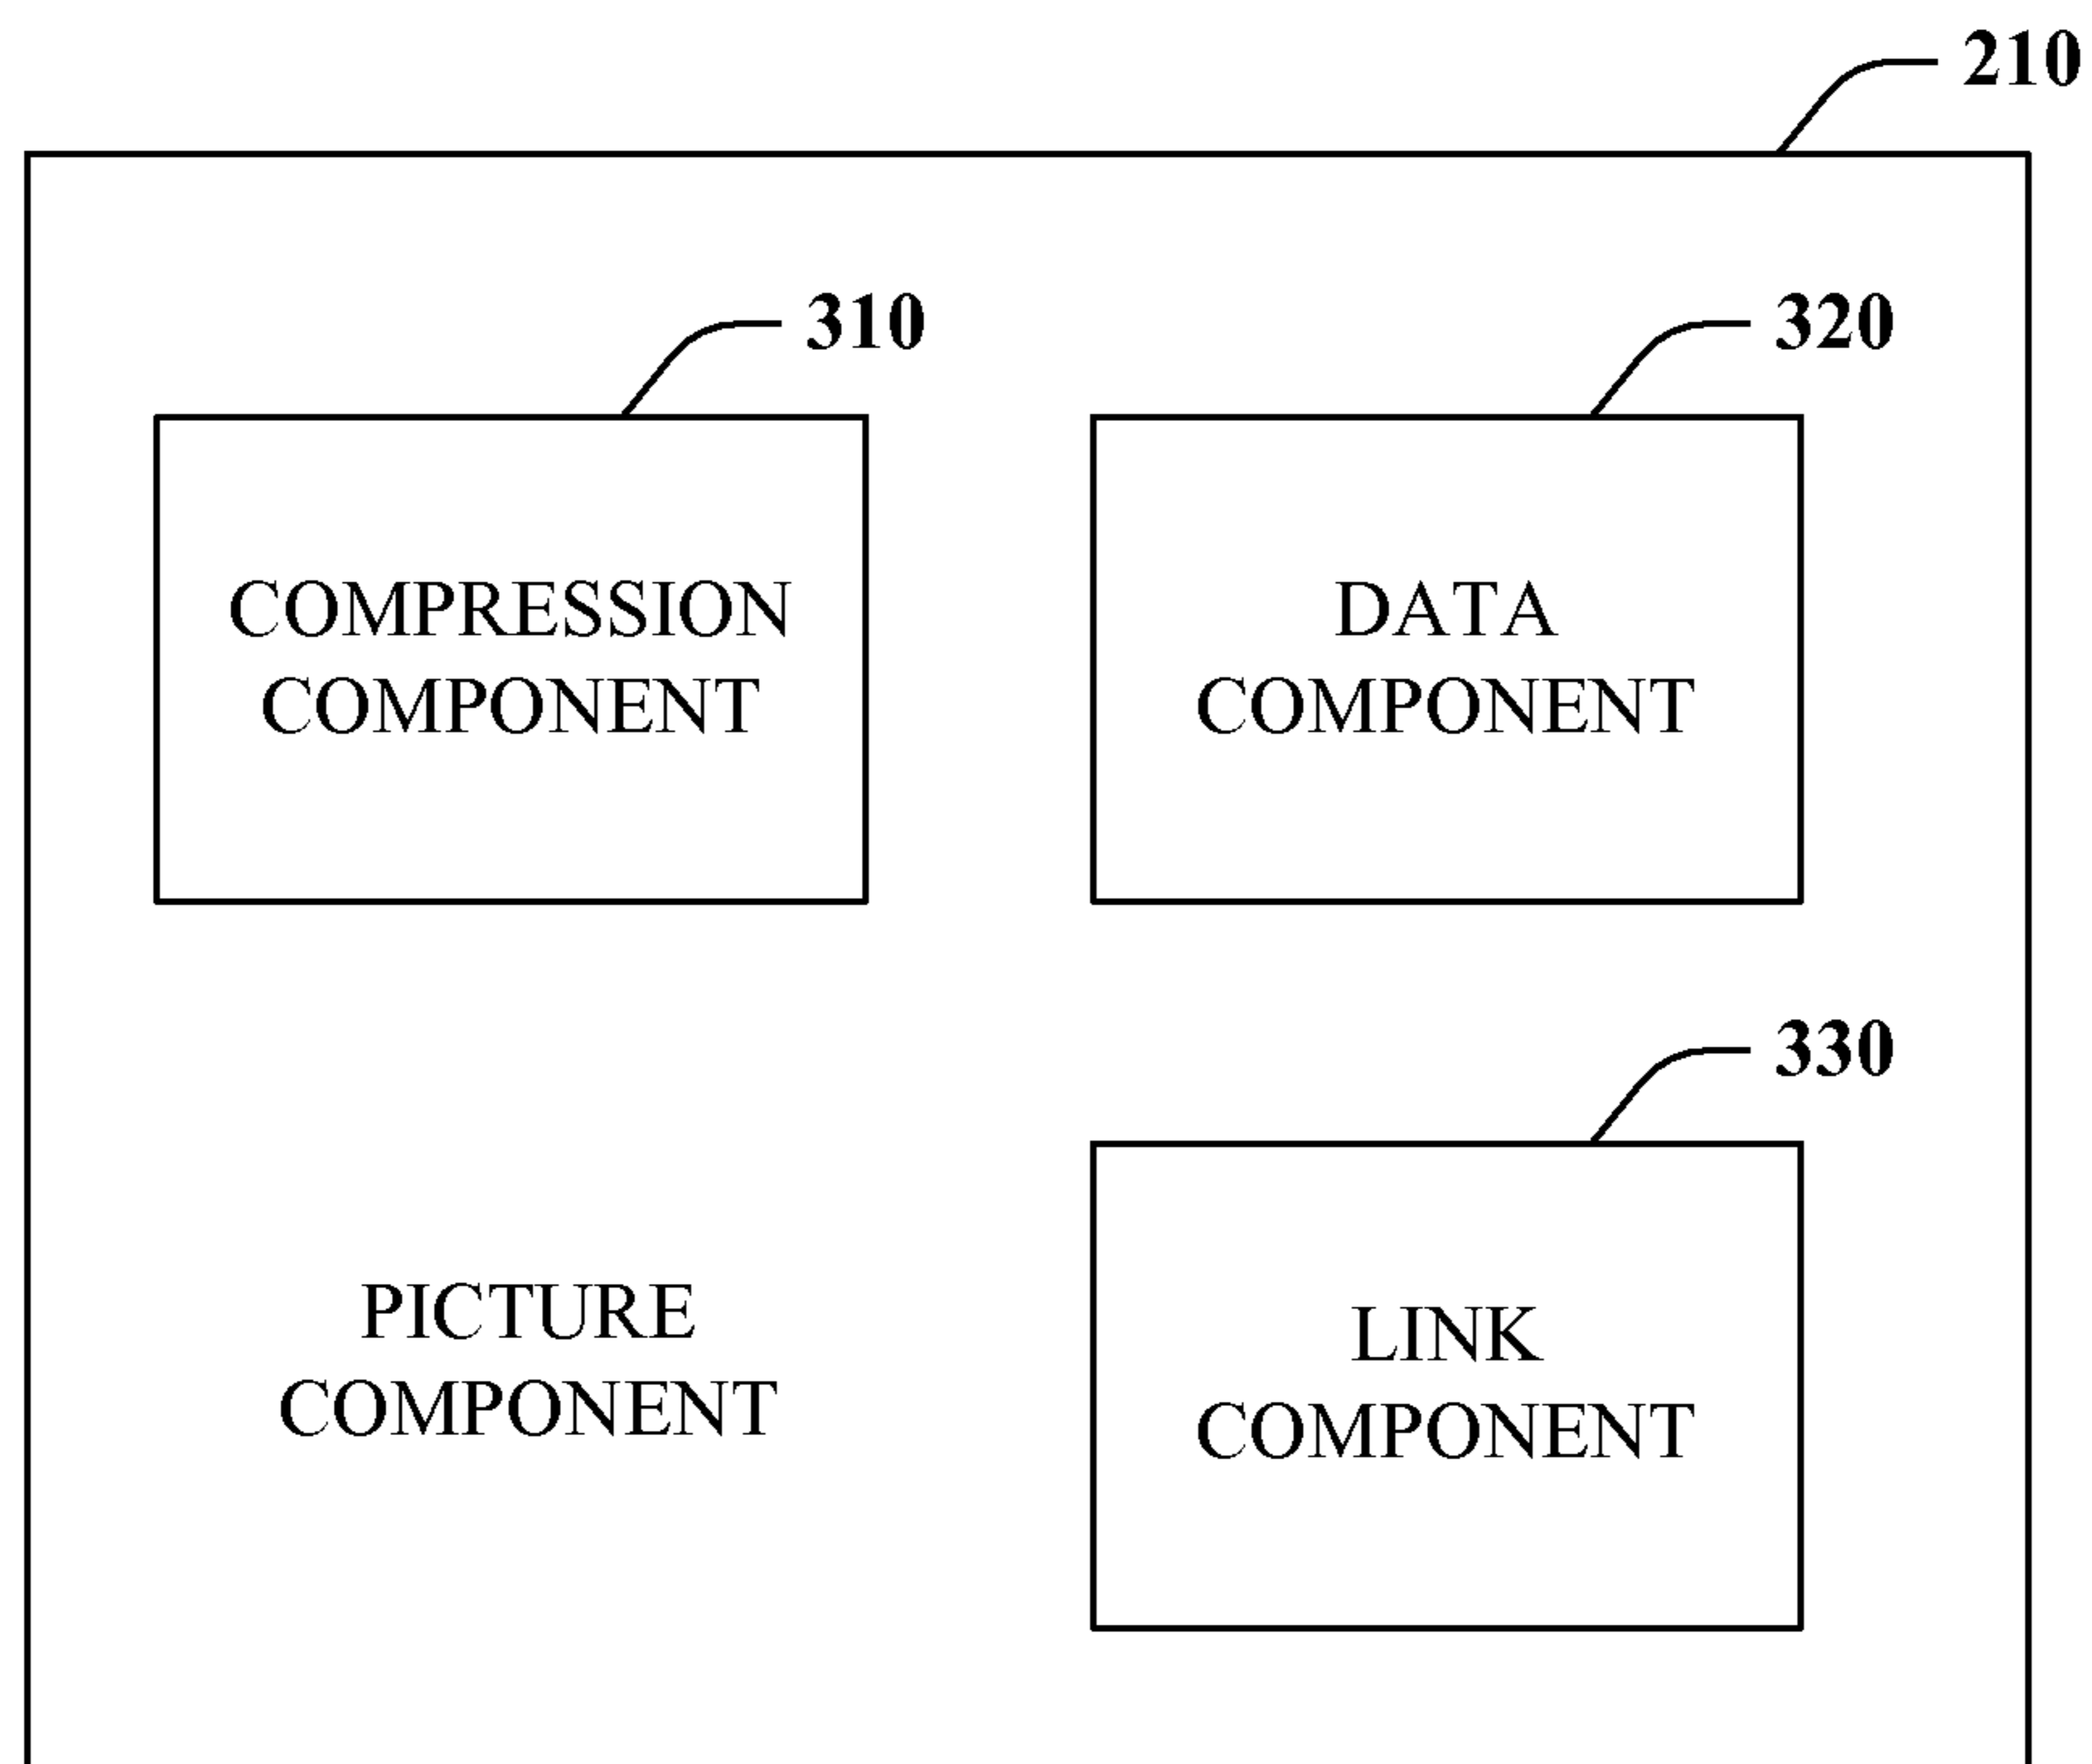 210
310
320
COMPRESSION
COMPONENT
DATA
COMPONENT
330
PICTURE
COMPONENT
LINK
COMPONENT